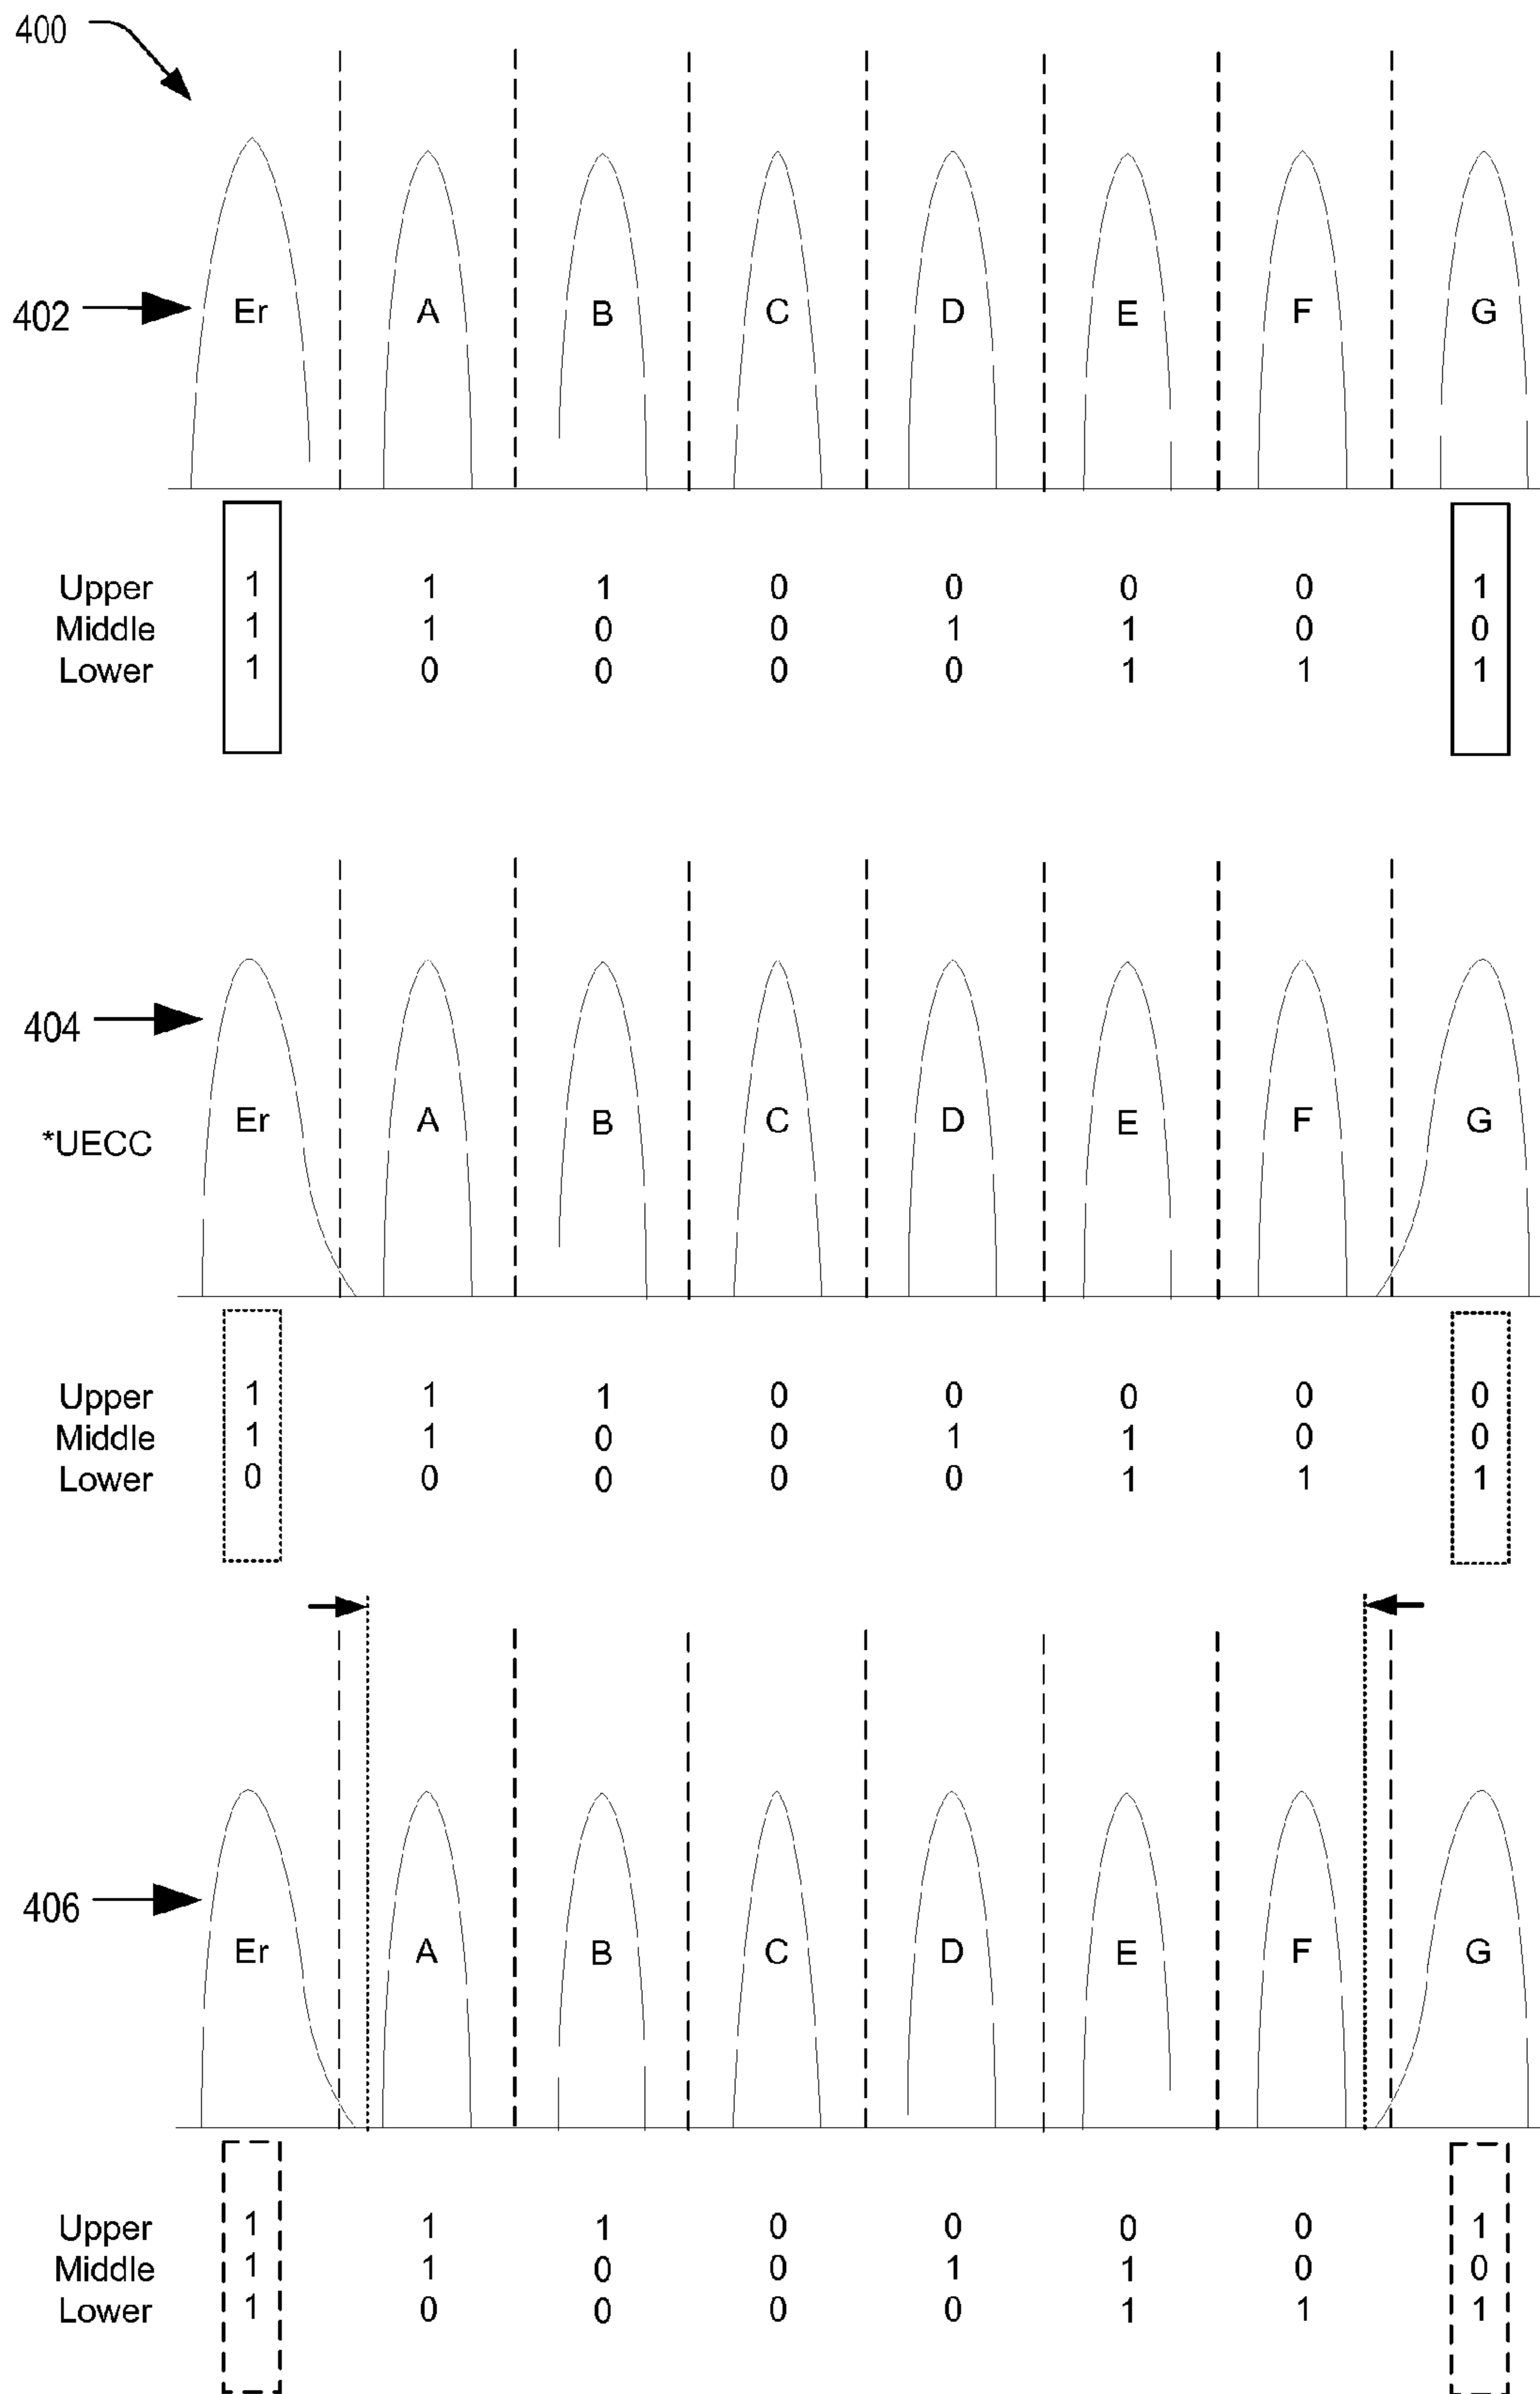 400
402 Er A B C D E F G
Upper 1 1 1 0 0 0 0 1
Middle 1 1 0 0 1 1 0 0
Lower 1 0 0 0 0 1 1 1
404
Er A B C D E F G
*UECC
Upper 1 1 1 0 0 0 0 0
Middle 1 1 0 0 1 1 0 0
Lower 0 0 0 0 0 1 1 1
406
Er A B C D E F G
Upper 1 1 1 0 0 0 0 1
Middle 1 1 0 0 1 1 0 0
Lower 1 0 0 0 0 1 1 1